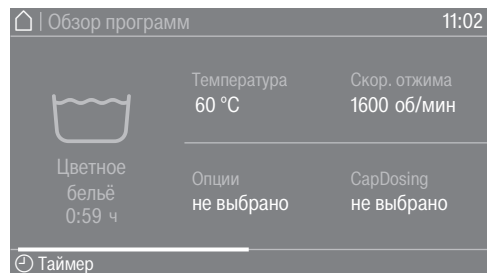 | Обзор программ 11:02
Температура Скор. отжима
60 °C 1600 об/мин
Цветное
бельё
0:59 ч
Опции CapDosing
не выбрано не выбрано
Таймер